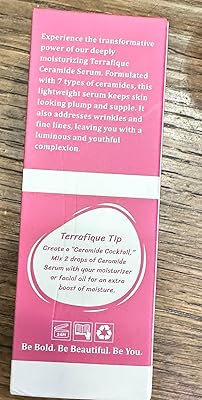 Experience the transformative
power of our deeply
moisturizing Terrafique
Ceramide Serum. Formulated
with 7 types of ceramides, this
lightweight serum keeps skin
looking plump and supple. It
also addresses wrinkles and
fine lines, leaving you with a
luminous and youthful
complexion.
Terrafique Tip
Create a "Ceramide Cocktail."
Mix 2 drops of Ceramide
Serum with your moisturizer
or facial oil for an extra
boost of moisture.
24M
Be Bold. Be Beautiful. Be You.